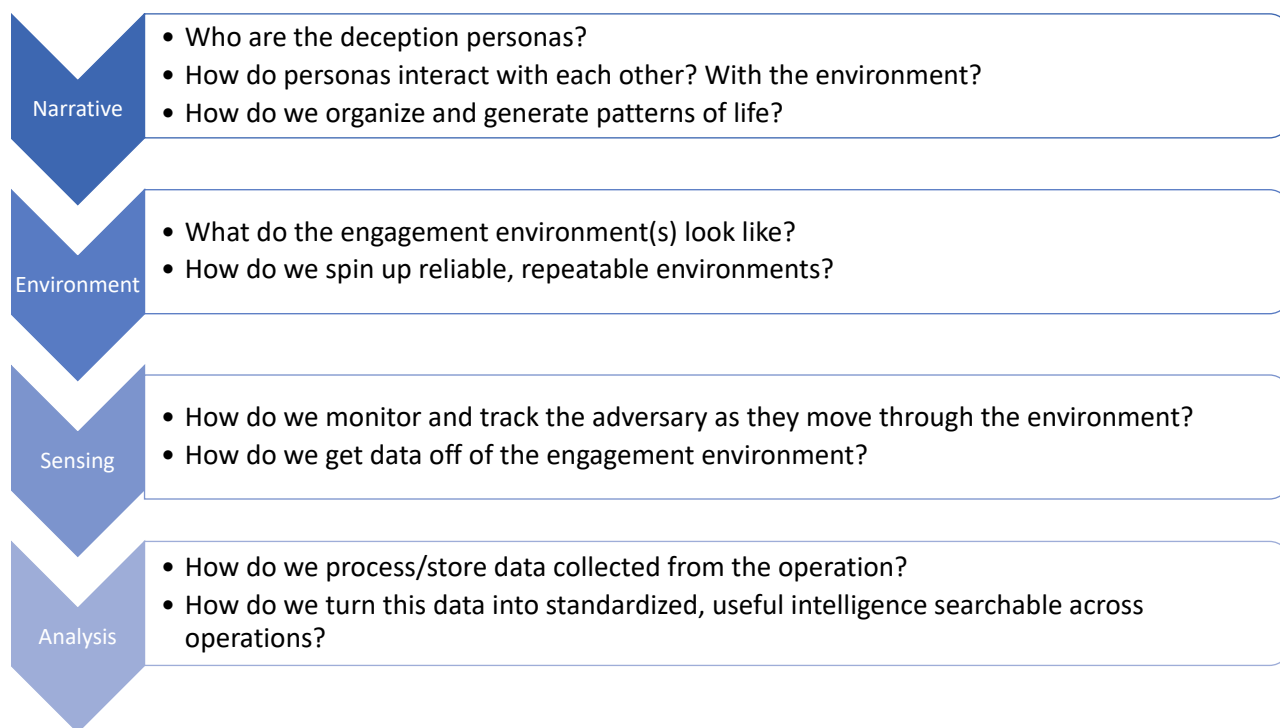 Narrative
• Who are the deception personas?
• How do personas interact with each other? With the environment?
• How do we organize and generate patterns of life?
Environment
• What do the engagement environment(s) look like?
• How do we spin up reliable, repeatable environments?
Sensing
• How do we monitor and track the adversary as they move through the environment?
• How do we get data off of the engagement environment?
Analysis
• How do we process/store data collected from the operation?
• How do we turn this data into standardized, useful intelligence searchable across
operations?